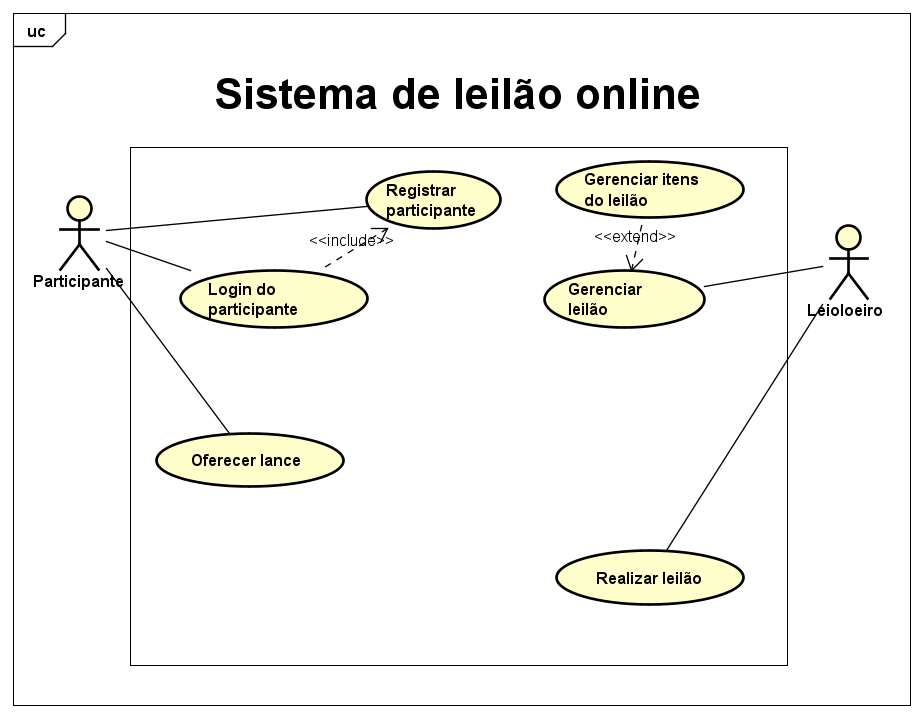 uc
Sistema de leilão online
Registrar
participante
Gerenciar itens
do leilão
<<include>>
<<extend>>
Participante
Login do
participante
Gerenciar
leilão
Leioloeiro
Oferecer lance
Realizar leilão